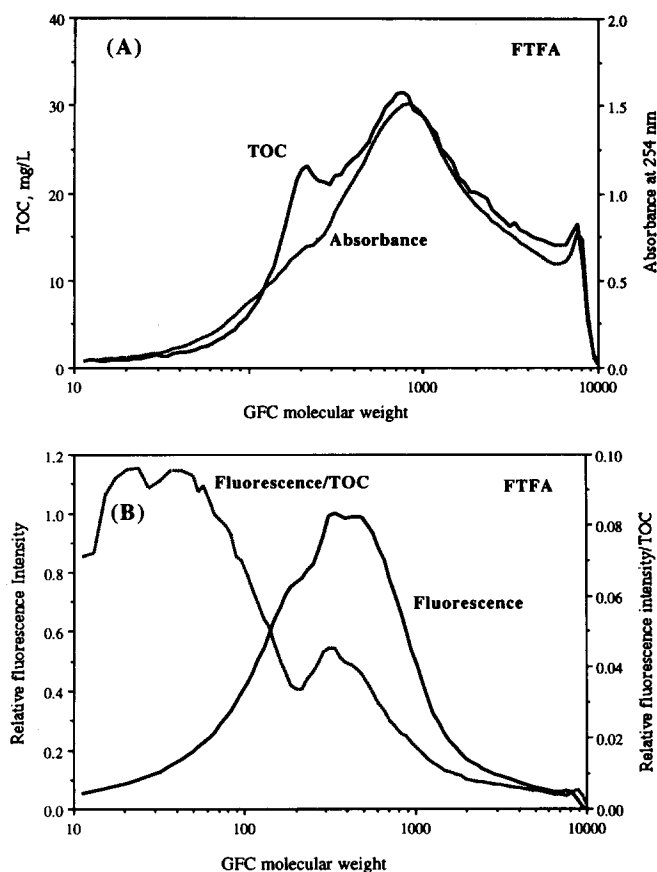 (A)
FTFA
TOC
Absorbance
40
30
20
10
0
TOC, mg/L
2.0
1.5
1.0
0.5
0.0
Absorbance at 254 nm
10
1000
10000
GFC molecular weight
(B)
Fluorescence/TOC
FTFA
Fluorescence
1.2
1.0
0.8
0.6
0.4
0.2
0.0
Relative fluorescence Intensity
0.10
0.08
0.06
0.04
0.02
0.00
Relative fluorescence intensity/TOC
10
100
1000
10000
GFC molecular weight